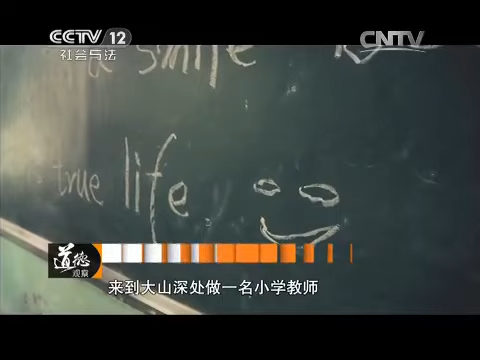 CCTV 12
社会与法
CNTV
smile
true life
道德
观察
来到大山深处做一名小学教师